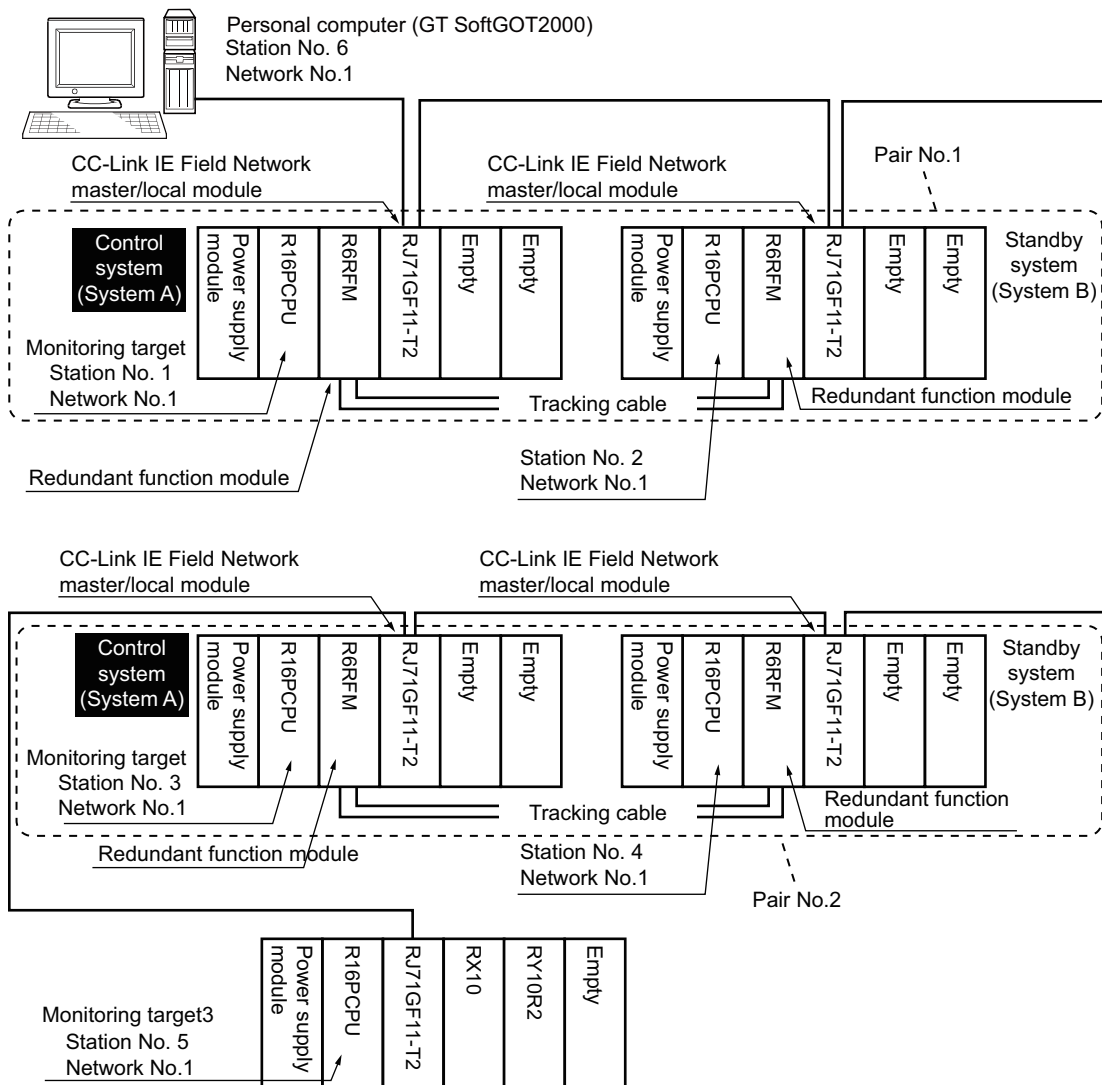 Personal computer (GT SoftGOT2000)
Station No. 6
Network No.1
CC-Link IE Field Network
master/local module
CC-Link IE Field Network
master/local module
Pair No.1
Control
system
(System A)
Power supply
module
R16PCPU
R6RFM
RJ71GF11-T2
Empty
Empty
Power supply
module
R16PCPU
R6RFM
RJ71GF11-T2
Empty
Empty
Standby
system
(System B)
Monitoring target
Station No. 1
Network No.1
Tracking cable
Redundant function module
Redundant function module
Station No. 2
Network No.1
CC-Link IE Field Network
master/local module
CC-Link IE Field Network
master/local module
Control
system
(System A)
Power supply
module
R16PCPU
R6RFM
RJ71GF11-T2
Empty
Empty
Power supply
module
R16PCPU
R6RFM
RJ71GF11-T2
Empty
Empty
Standby
system
(System B)
Monitoring target
Station No. 3
Network No.1
Tracking cable
Redundant function
module
Redundant function module
Station No. 4
Network No.1
Pair No.2
Power supply
module
R16PCPU
RJ71GF11-T2
RX10
RY10R2
Empty
Monitoring target3
Station No. 5
Network No.1